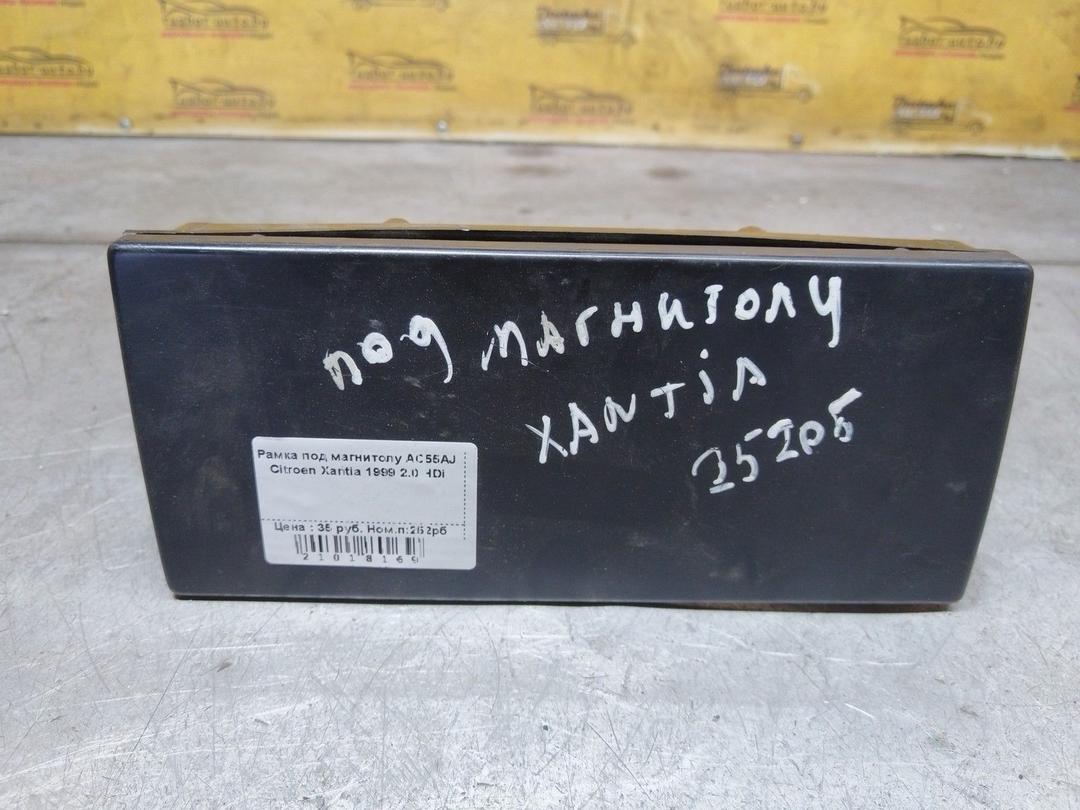 под магнитолу
XANTiA
252рб
Рамка под магнитолу AC55AJ
Citroen Xantia 1999 2.0 HDi
Цена : 35 руб. Ном.п:252рб
21018169